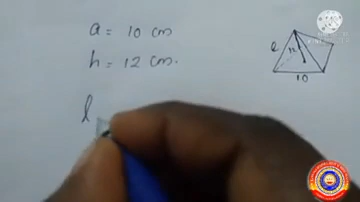 a = 10 cm
h = 12 cm.
l
l
h
10